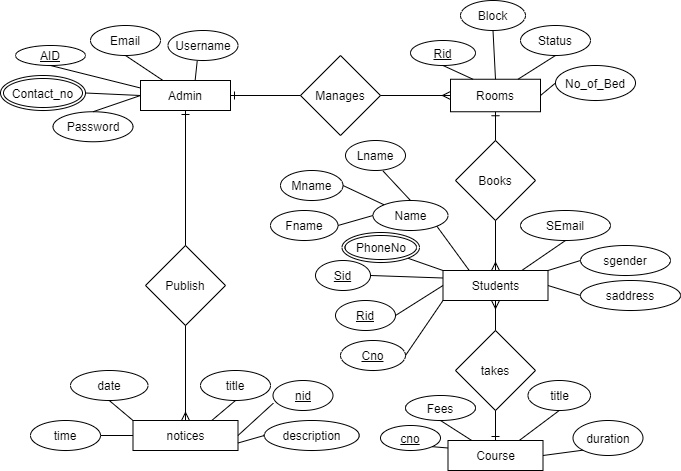 Block
Email
Username
Status
AID
Rid
No_of_Bed
Contact_no
Admin
Manages
Rooms
Password
Lname
Mname
Books
Name
Fname
SEmail
PhoneNo
sgender
Sid
Publish
Students
saddress
Rid
Cno
takes
date
title
nid
title
Fees
time
notices
description
cno
duration
Course